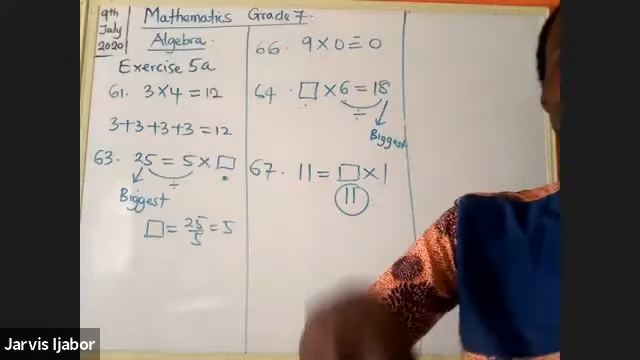 9th
July
2020
Mathematics Grade 7.
Algebra.
Exercise 5a
61. 3 × 4 = 12
3+3+3+3 = 12
63. 25 = 5 × □
÷
Biggest
□ = 25/5 = 5
66. 9 × 0 = 0
64. □ × 6 = 18
÷
Biggest
67. 11 = □ × 1
11
Jarvis Ijabor